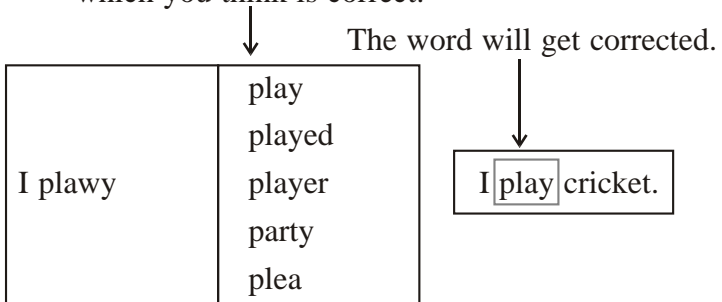 which you think is correct.
The word will get corrected.
play
played
I plawy player I play cricket.
party
plea